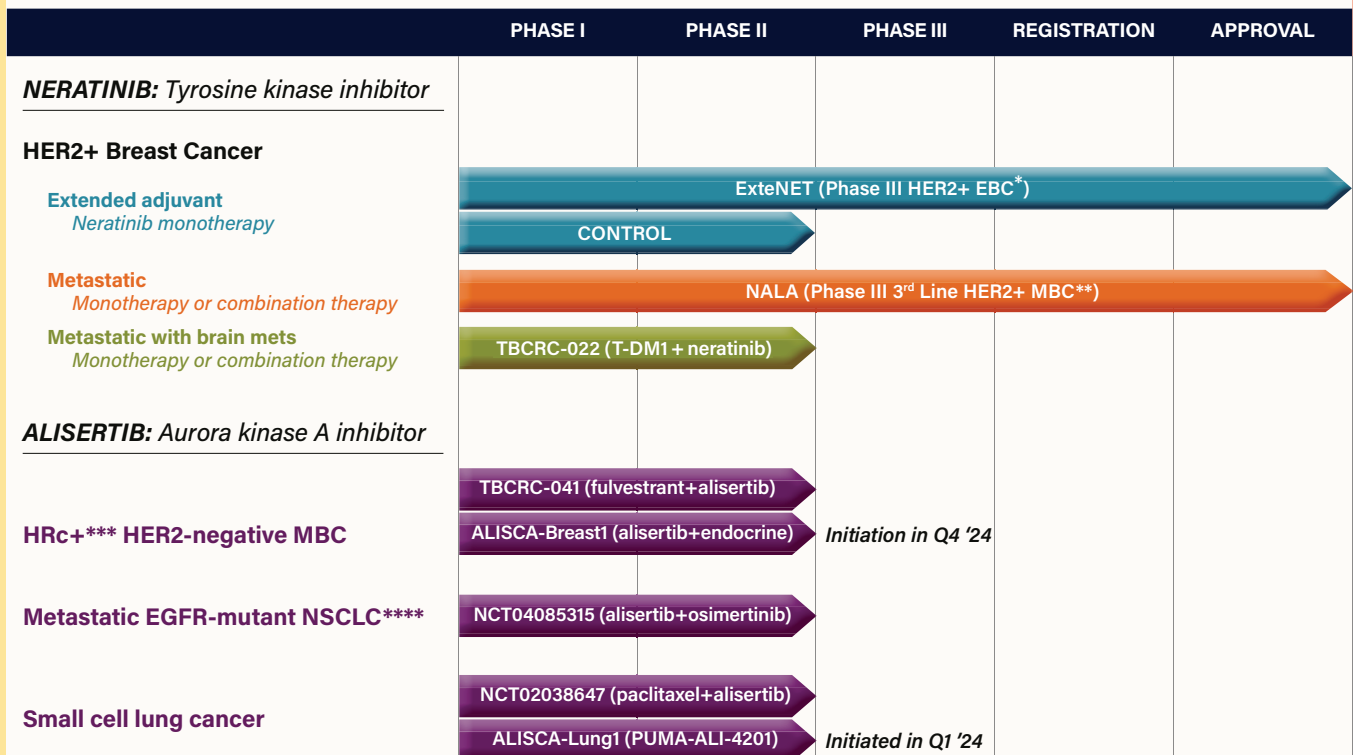 PHASE I PHASE II PHASE III REGISTRATION APPROVAL
NERATINIB: Tyrosine kinase inhibitor
HER2+ Breast Cancer
Extended adjuvant
Neratinib monotherapy
ExteNET (Phase III HER2+ EBC*)
CONTROL
Metastatic
Monotherapy or combination therapy
NALA (Phase III 3rd Line HER2+ MBC**)
Metastatic with brain mets
Monotherapy or combination therapy
TBCRC-022 (T-DM1 + neratinib)
ALISERTIB: Aurora kinase A inhibitor
TBCRC-041 (fulvestrant+alisertib)
HRc+*** HER2-negative MBC
ALISCA-Breast1 (alisertib+endocrine) Initiation in Q4 '24
Metastatic EGFR-mutant NSCLC****
NCT04085315 (alisertib+osimertinib)
NCT02038647 (paclitaxel+alisertib)
Small cell lung cancer
ALISCA-Lung1 (PUMA-ALI-4201) Initiated in Q1 '24